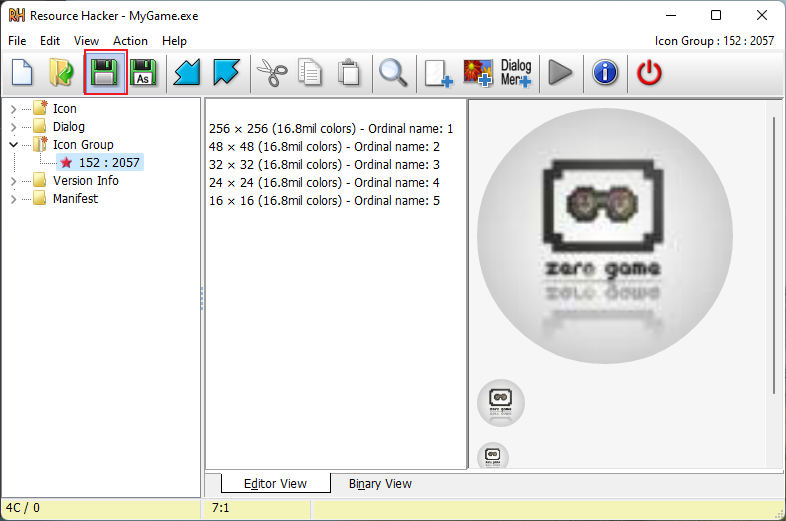 RH Resource Hacker - MyGame.exe
File Edit View Action Help Icon Group : 152 : 2057
As Dialog Menu
Icon
Dialog
Icon Group
152 : 2057
Version Info
Manifest
256 × 256 (16.8mil colors) - Ordinal name: 1
48 × 48 (16.8mil colors) - Ordinal name: 2
32 × 32 (16.8mil colors) - Ordinal name: 3
24 × 24 (16.8mil colors) - Ordinal name: 4
16 × 16 (16.8mil colors) - Ordinal name: 5
zero game
zero game
Editor View Binary View
4C / 0 7:1